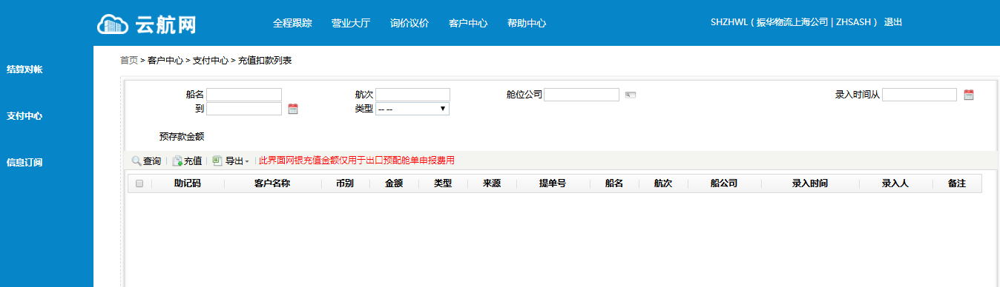 云航网 全程跟踪 营业大厅 询价议价 客户中心 帮助中心 SHZHWL ( 振华物流上海公司 | ZHSASH ) 退出
首页 > 客户中心 > 支付中心 > 充值扣款列表
结算对帐
支付中心
信息订阅
船名 航次 舱位公司 录入时间从
到 类型 -- --
预存款金额
查询 充值 导出 此界面网银充值金额仅用于出口预配舱单申报费用
助记码 客户名称 币别 金额 类型 来源 提单号 船名 航次 船公司 录入时间 录入人 备注